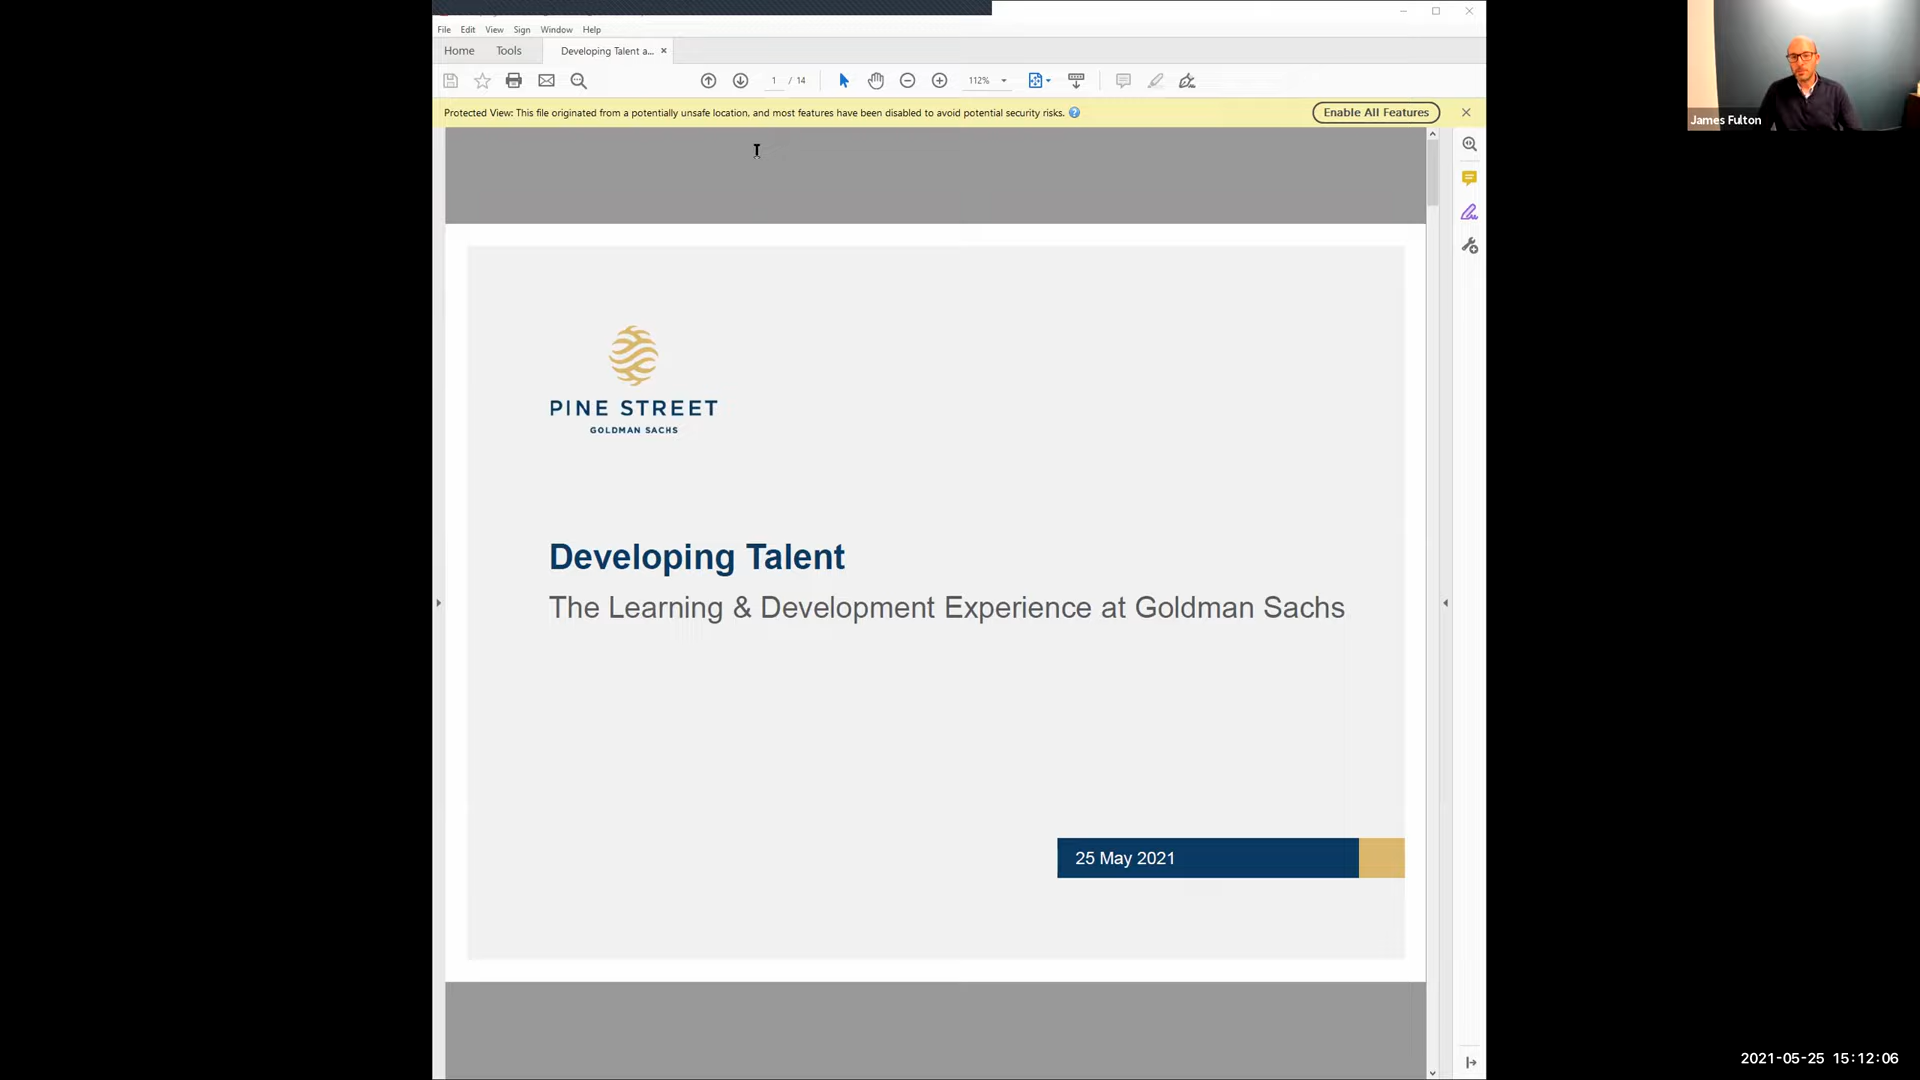 File Edit View Sign Window Help
Home Tools Developing Talent a...
1 / 14 112%
Protected View: This file originated from a potentially unsafe location, and most features have been disabled to avoid potential security risks. Enable All Features
James Fulton
PINE STREET
GOLDMAN SACHS
Developing Talent
The Learning & Development Experience at Goldman Sachs
25 May 2021
2021-05-25 15:12:06